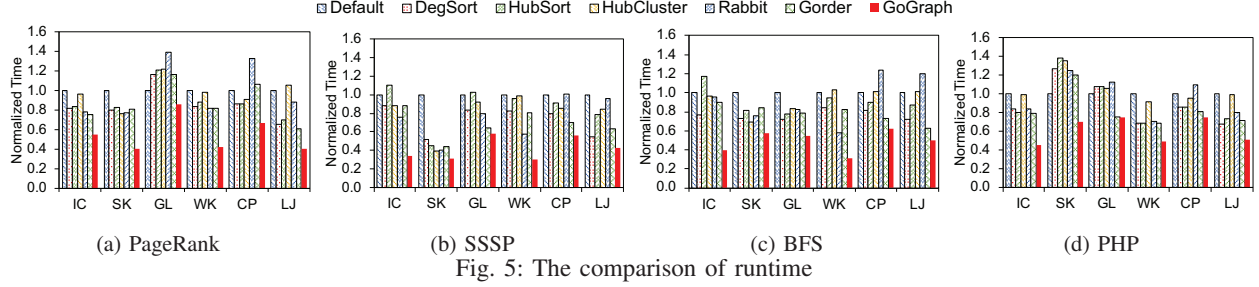 Default DegSort HubSort HubCluster Rabbit Gorder GoGraph
Normalized Time
1.6
1.4
1.2
1.0
0.8
0.6
0.4
0.2
0.0
IC SK GL WK CP LJ
(a) PageRank
Normalized Time
1.6
1.4
1.2
1.0
0.8
0.6
0.4
0.2
0.0
IC SK GL WK CP LJ
(b) SSSP
Normalized Time
1.6
1.4
1.2
1.0
0.8
0.6
0.4
0.2
0.0
IC SK GL WK CP LJ
(c) BFS
Normalized Time
1.6
1.4
1.2
1.0
0.8
0.6
0.4
0.2
0.0
IC SK GL WK CP LJ
(d) PHP
Fig. 5: The comparison of runtime